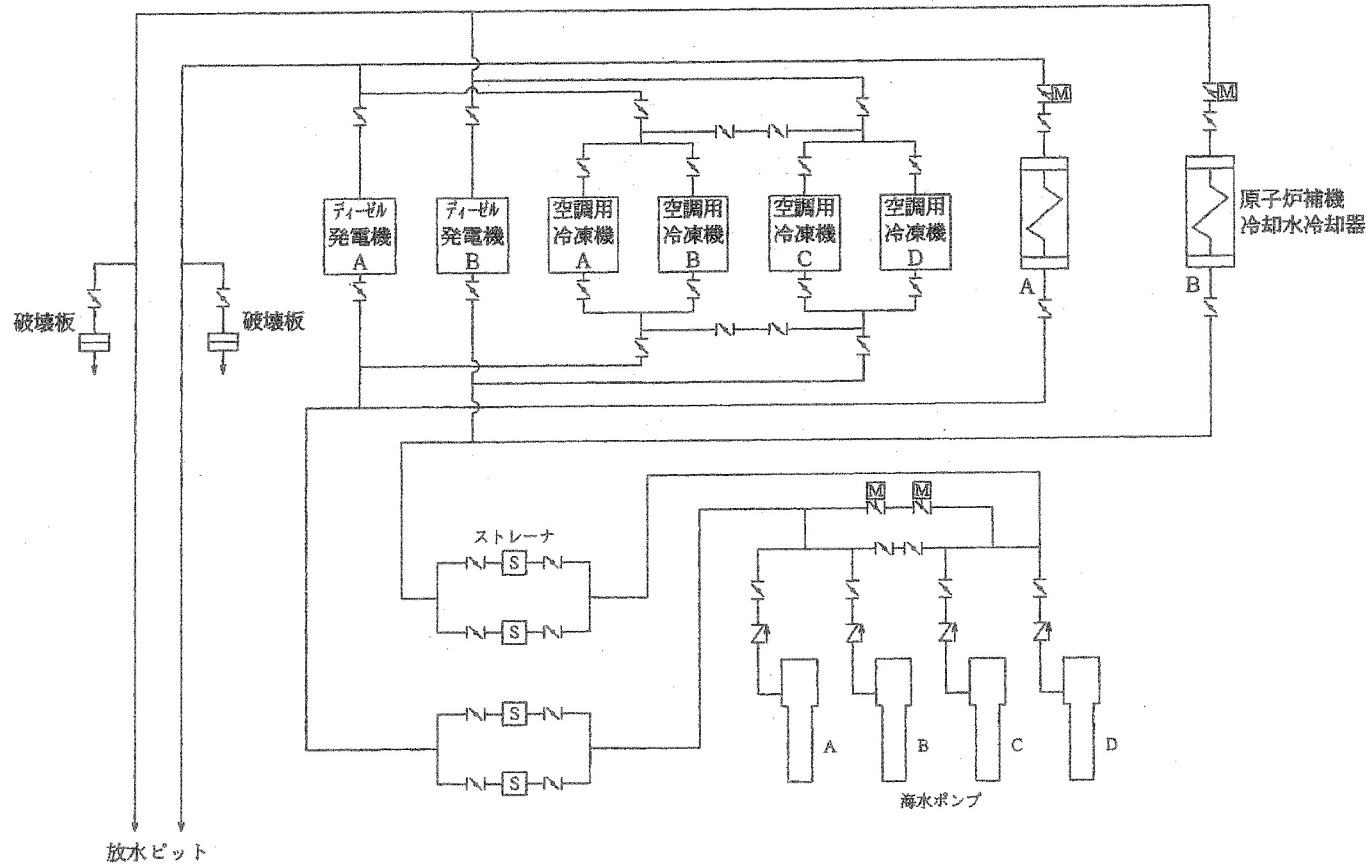 M
M
ディーゼル
発電機
A
ディーゼル
発電機
B
空調用
冷凍機
A
空調用
冷凍機
B
空調用
冷凍機
C
空調用
冷凍機
D
A
B
原子炉補機
冷却水冷却器
破壊板
破壊板
M
M
ストレーナ
S
S
S
S
A
B
C
D
海水ポンプ
放水ピット